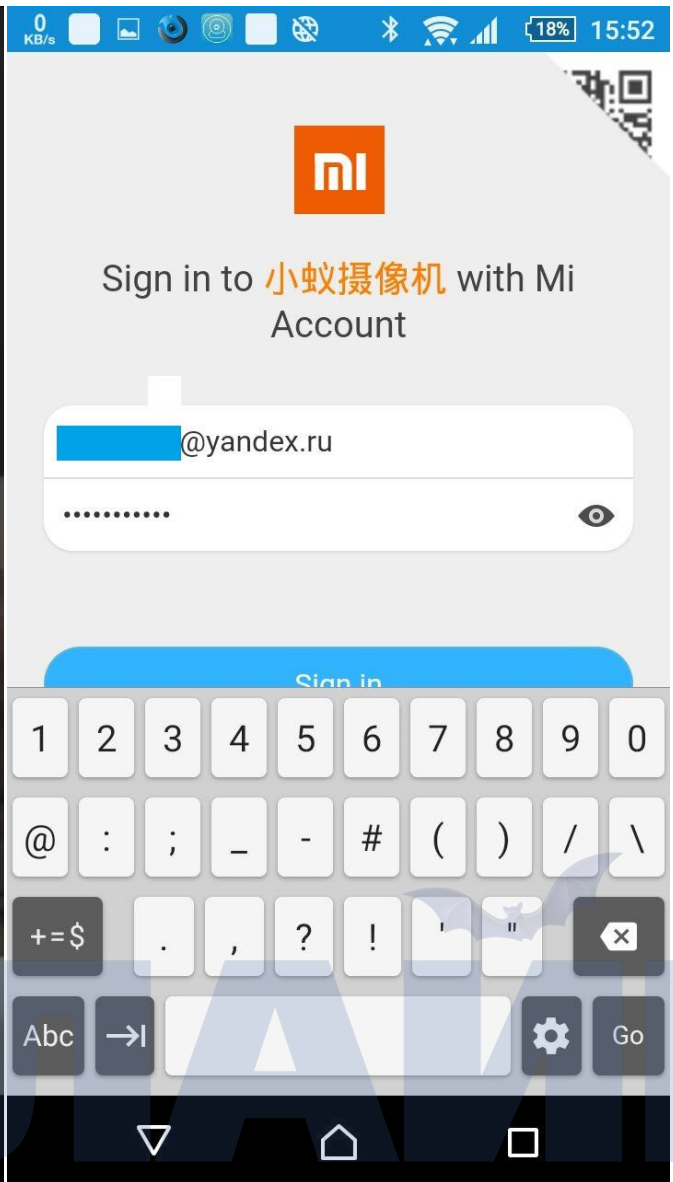 0
KB/s
18%
15:52
mi
Sign in to 小蚁摄像机 with Mi
Account
@yandex.ru
•••••••••••
Sign in
1 2 3 4 5 6 7 8 9 0
@ : ; _ - # ( ) / \
+=$ . , ? ! ' "
Abc Go